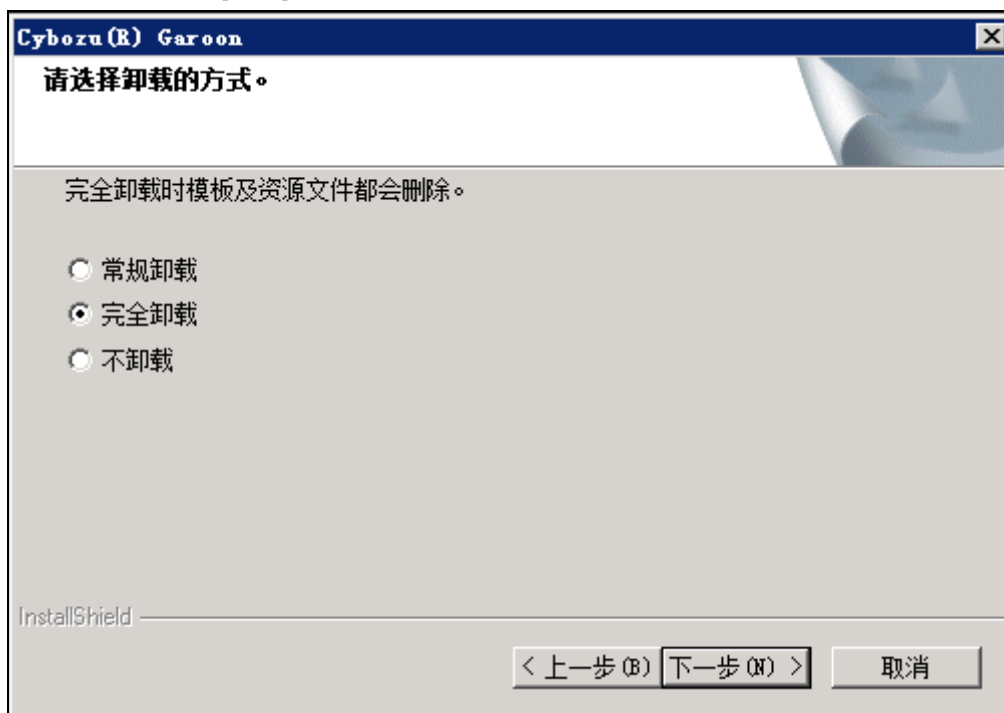 Cybozu(R) Garoon
请选择卸载的方式。
完全卸载时模板及资源文件都会删除。
常规卸载
完全卸载
不卸载
InstallShield
< 上一步(B) 下一步(N) > 取消